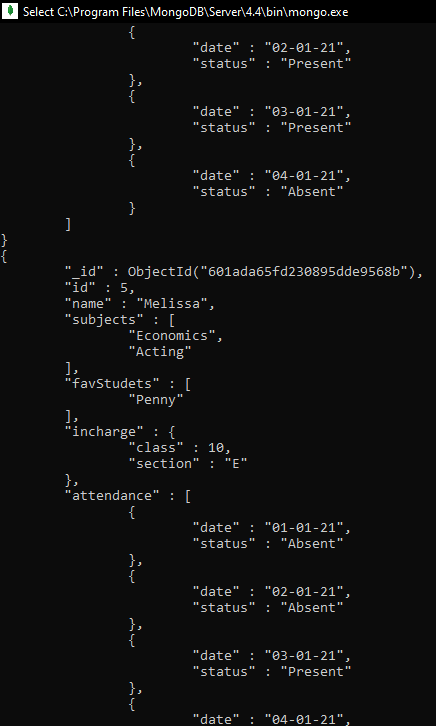 Select C:\Program Files\MongoDB\Server\4.4\bin\mongo.exe
{
"date" : "02-01-21",
"status" : "Present"
},
{
"date" : "03-01-21",
"status" : "Present"
},
{
"date" : "04-01-21",
"status" : "Absent"
}
]
}
{
"_id" : ObjectId("601ada65fd230895dde9568b"),
"id" : 5,
"name" : "Melissa",
"subjects" : [
"Economics",
"Acting"
],
"favStudets" : [
"Penny"
],
"incharge" : {
"class" : 10,
"section" : "E"
},
"attendance" : [
{
"date" : "01-01-21",
"status" : "Absent"
},
{
"date" : "02-01-21",
"status" : "Absent"
},
{
"date" : "03-01-21",
"status" : "Present"
},
{
"date" : "04-01-21",